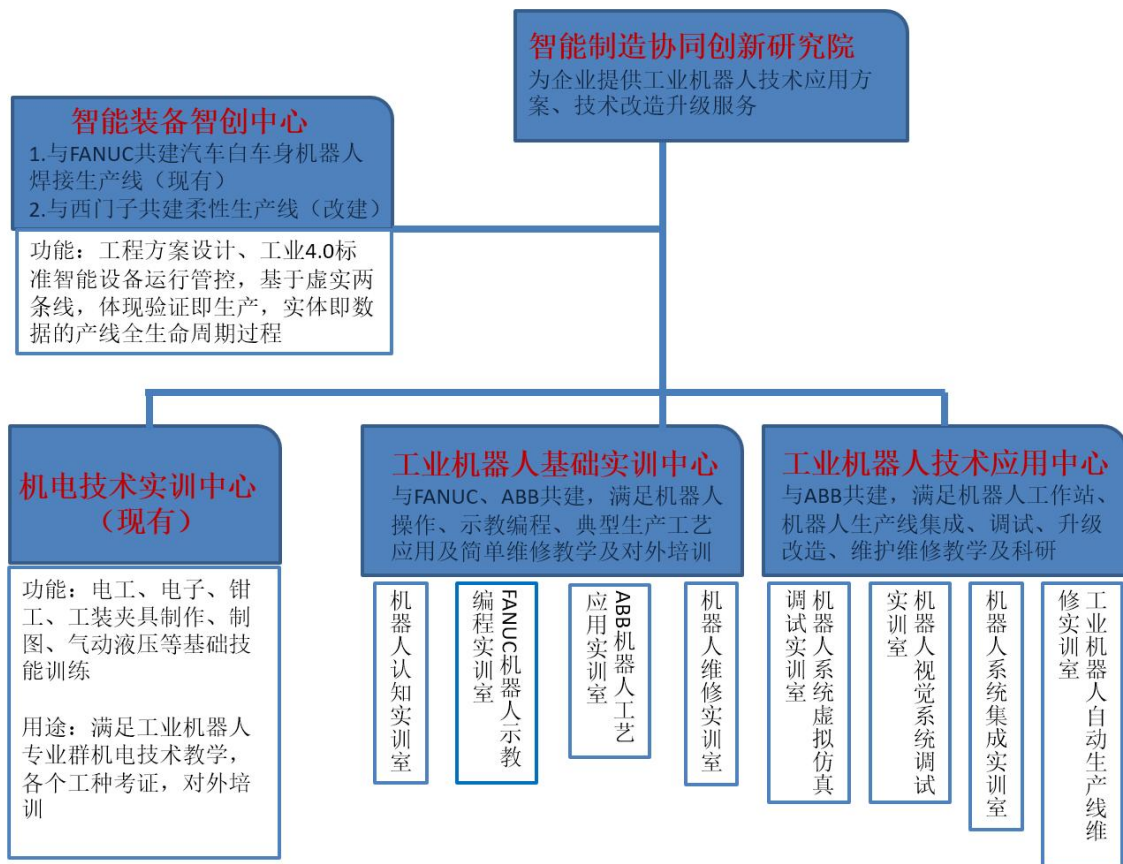 智能制造协同创新研究院
为企业提供工业机器人技术应用方
案、技术改造升级服务
智能装备智创中心
1.与FANUC共建汽车白车身机器人
焊接生产线（现有）
2.与西门子共建柔性生产线（改建）
功能：工程方案设计、工业4.0标
准智能设备运行管控，基于虚实两
条线，体现验证即生产，实体即数
据的产线全生命周期过程
机电技术实训中心
（现有）
功能：电工、电子、钳
工、工装夹具制作、制
图、气动液压等基础技
能训练
用途：满足工业机器人
专业群机电技术教学，
各个工种考证，对外培
训
工业机器人基础实训中心
与FANUC、ABB共建，满足机器人
操作、示教编程、典型生产工艺
应用及简单维修教学及对外培训
机器人认知实训室
FANUC机器人示教
编程实训室
ABB机器人工艺
应用实训室
机器人维修实训室
工业机器人技术应用中心
与ABB共建，满足机器人工作站、
机器人生产线集成、调试、升级
改造、维护维修教学及科研
机器人系统虚拟仿真
调试实训室
机器人视觉系统调试
实训室
机器人系统集成实训室
工业机器人自动生产线维
修实训室